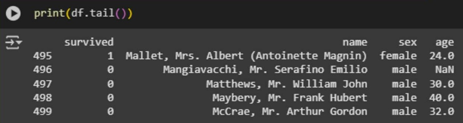 print(df.tail())
survived name sex age
495 1 Mallet, Mrs. Albert (Antoinette Magnin) female 24.0
496 0 Mangiavacchi, Mr. Serafino Emilio male NaN
497 0 Matthews, Mr. William John male 30.0
498 0 Maybery, Mr. Frank Hubert male 40.0
499 0 McCrae, Mr. Arthur Gordon male 32.0